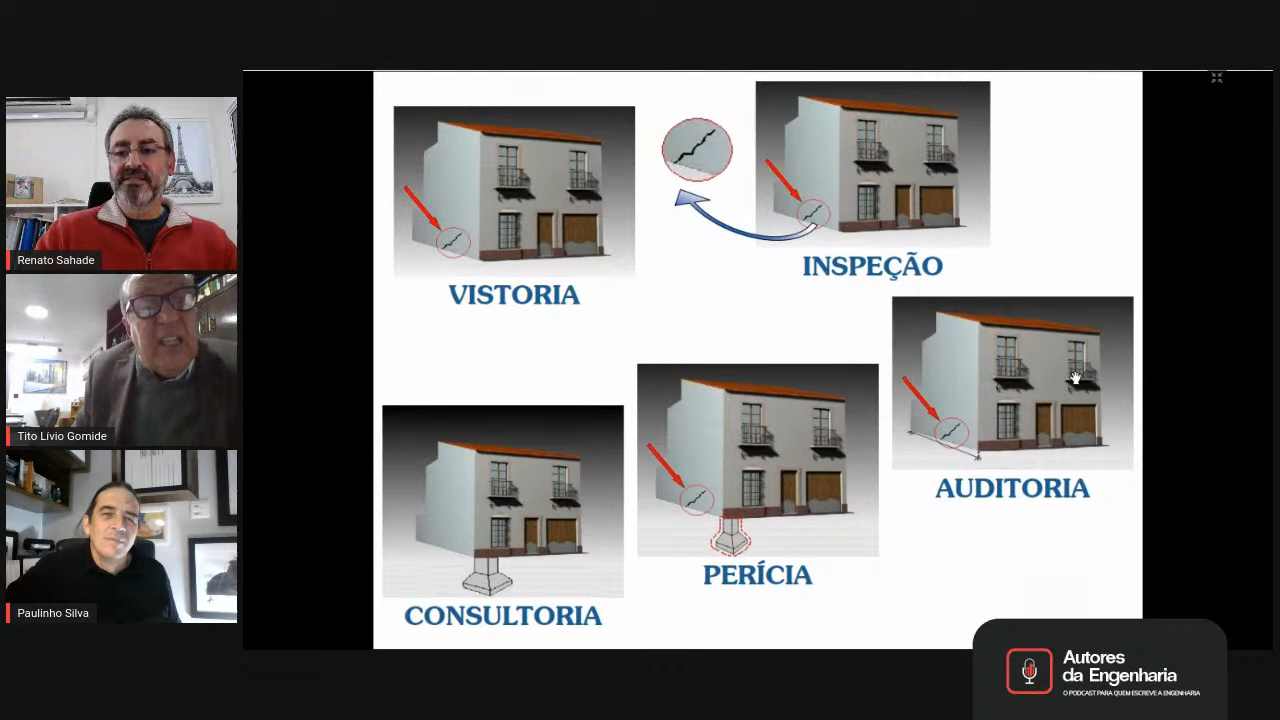 Renato Sahade
Tito Lívio Gomide
Paulinho Silva
VISTORIA
INSPEÇÃO
AUDITORIA
PERÍCIA
CONSULTORIA
Autores
da Engenharia
O PODCAST PARA QUEM ESCREVE A ENGENHARIA